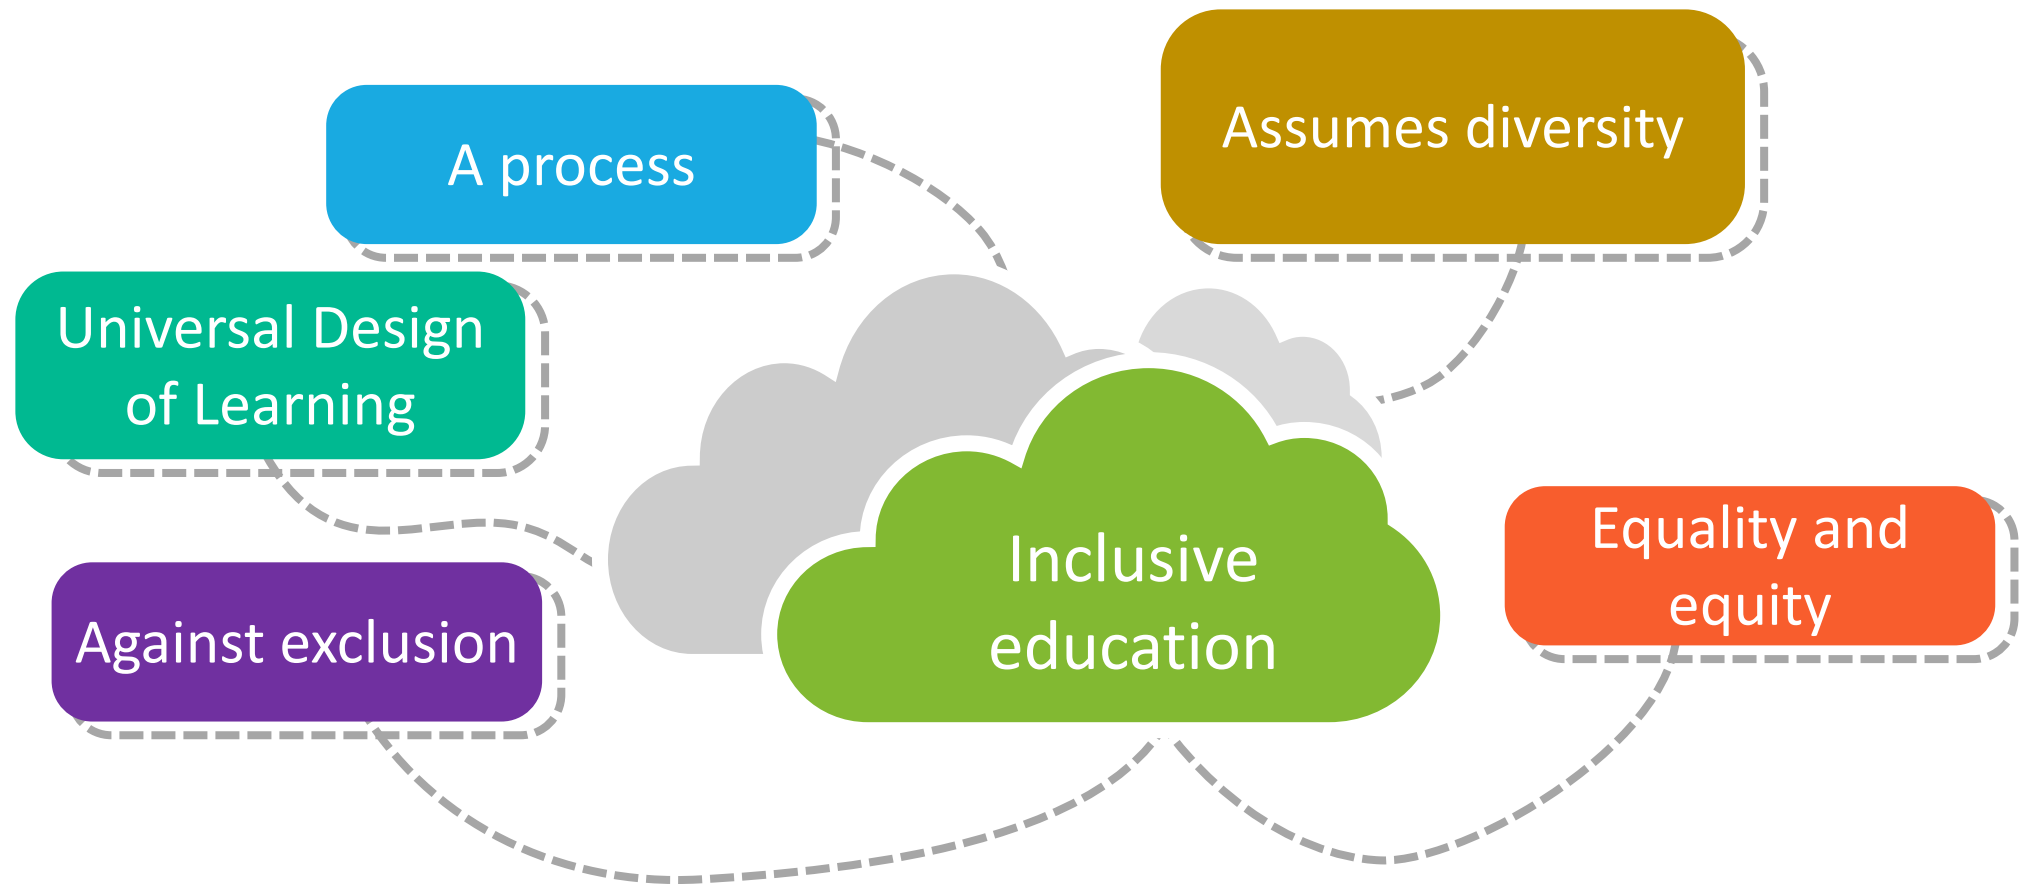 A process
Assumes diversity
Universal Design
of Learning
Inclusive
education
Equality and
equity
Against exclusion